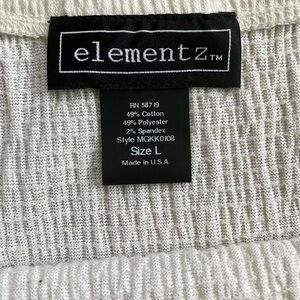 elementz™
RN 58719
49% Cotton
49% Polyester
2% Spandex
Style MGKK0108
Size L
Made in U.S.A.